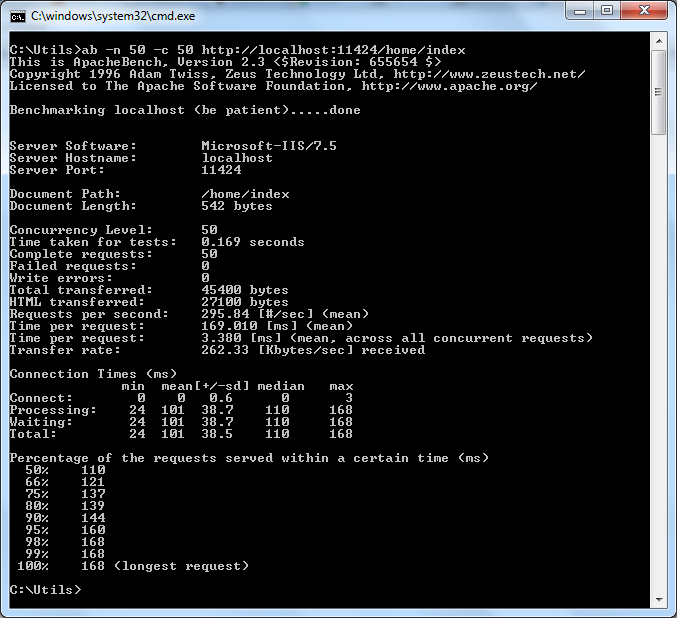 C:\windows\system32\cmd.exe
C:\Utils>ab -n 50 -c 50 http://localhost:11424/home/index
This is ApacheBench, Version 2.3 <$Revision: 655654 $>
Copyright 1996 Adam Twiss, Zeus Technology Ltd, http://www.zeustech.net/
Licensed to The Apache Software Foundation, http://www.apache.org/
Benchmarking localhost (be patient).....done
Server Software:        Microsoft-IIS/7.5
Server Hostname:        localhost
Server Port:            11424
Document Path:          /home/index
Document Length:        542 bytes
Concurrency Level:      50
Time taken for tests:   0.169 seconds
Complete requests:      50
Failed requests:        0
Write errors:           0
Total transferred:      45400 bytes
HTML transferred:       27100 bytes
Requests per second:    295.84 [#/sec] (mean)
Time per request:       169.010 [ms] (mean)
Time per request:       3.380 [ms] (mean, across all concurrent requests)
Transfer rate:          262.33 [Kbytes/sec] received
Connection Times (ms)
              min  mean[+/-sd] median   max
Connect:        0    0   0.6      0       3
Processing:    24  101  38.7    110     168
Waiting:       24  101  38.7    110     168
Total:         24  101  38.5    110     168
Percentage of the requests served within a certain time (ms)
  50%    110
  66%    121
  75%    137
  80%    139
  90%    144
  95%    160
  98%    168
  99%    168
 100%    168 (longest request)
C:\Utils>